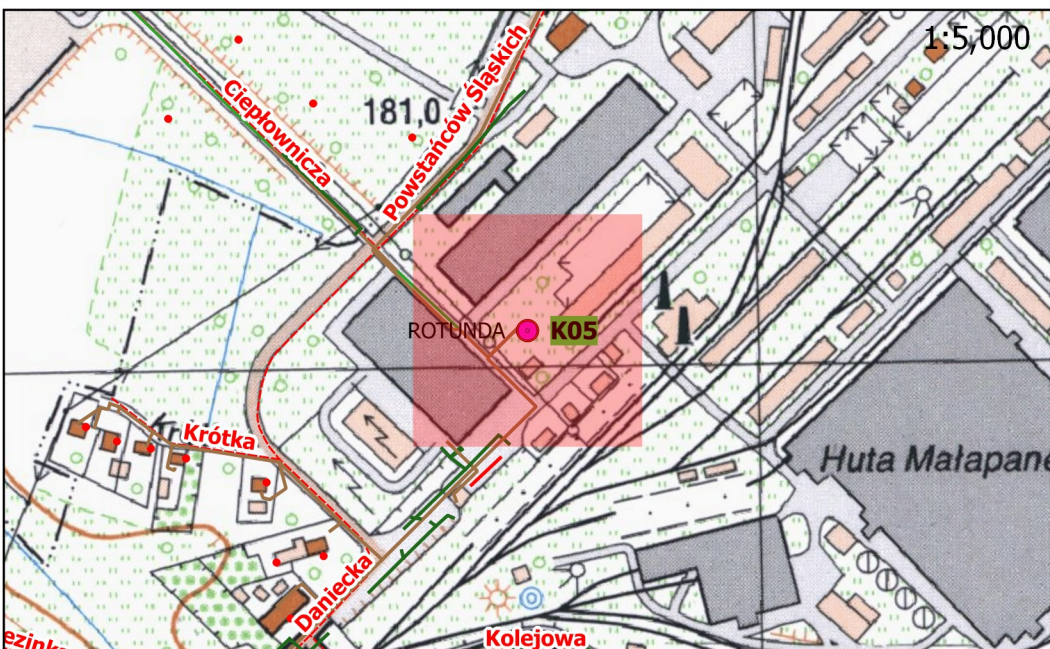 1:5,000
Ciepłownicza
Powstańców Śląskich
181,0
ROTUNDA
K05
Krótka
Huta Małapane
Daniecka
Kolejowa